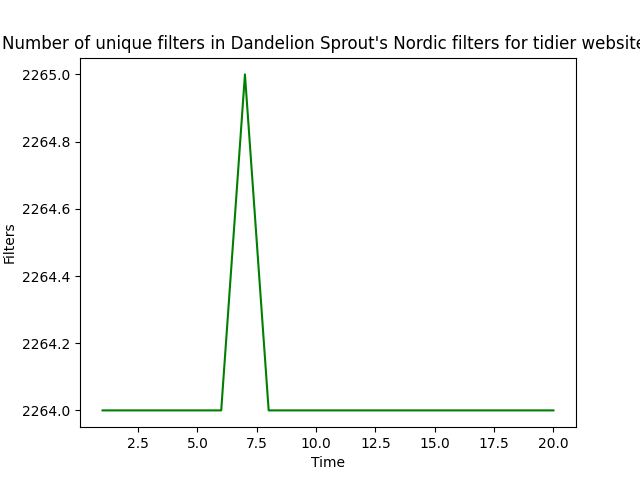 Number of unique filters in Dandelion Sprout's Nordic filters for tidier website
2265.0
2264.8
2264.6
2264.4
2264.2
2264.0
Filters
2.5 5.0 7.5 10.0 12.5 15.0 17.5 20.0
Time